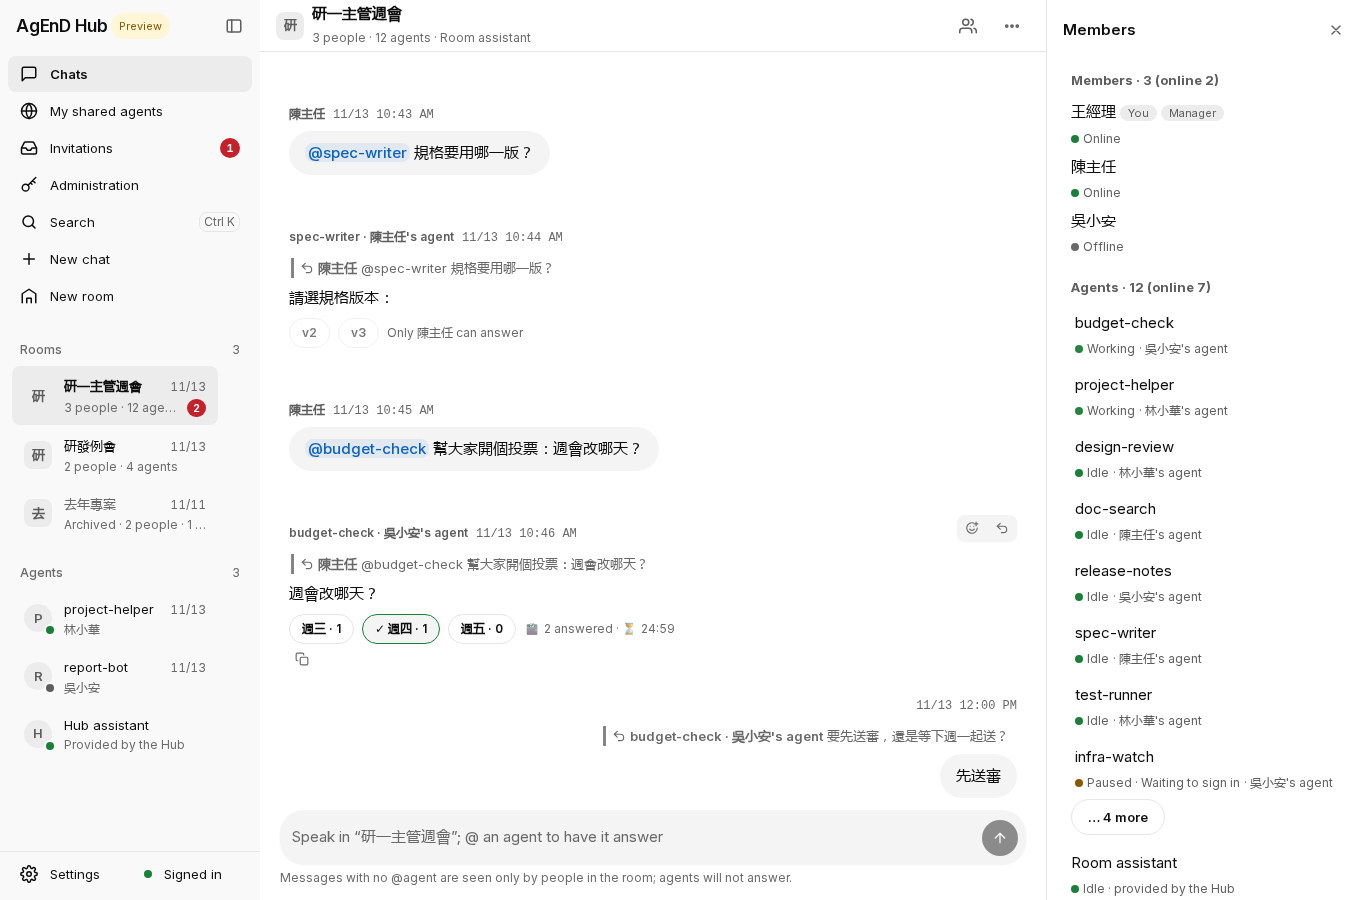 AgEnD Hub Preview
Chats
My shared agents
Invitations 1
Administration
Search Ctrl K
New chat
New room
Rooms 3
研 研一主管週會 11/13
3 people · 12 age… 2
研 研發例會 11/13
2 people · 4 agents
去 去年專案 11/11
Archived · 2 people · 1 …
Agents 3
P project-helper 11/13
林小華
R report-bot 11/13
吳小安
H Hub assistant
Provided by the Hub
Settings Signed in
研 研一主管週會
3 people · 12 agents · Room assistant
陳主任 11/13 10:43 AM
@spec-writer 規格要用哪一版？
spec-writer · 陳主任's agent 11/13 10:44 AM
陳主任 @spec-writer 規格要用哪一版？
請選規格版本：
v2 v3 Only 陳主任 can answer
陳主任 11/13 10:45 AM
@budget-check 幫大家開個投票：週會改哪天？
budget-check · 吳小安's agent 11/13 10:46 AM
陳主任 @budget-check 幫大家開個投票：週會改哪天？
週會改哪天？
週三 · 1 ✓ 週四 · 1 週五 · 0 2 answered · ⏳ 24:59
11/13 12:00 PM
budget-check · 吳小安's agent 要先送審，還是等下週一起送？
先送審
Speak in “研一主管週會”; @ an agent to have it answer
Messages with no @agent are seen only by people in the room; agents will not answer.
Members
Members · 3 (online 2)
王經理 You Manager
Online
陳主任
Online
吳小安
Offline
Agents · 12 (online 7)
budget-check
Working · 吳小安's agent
project-helper
Working · 林小華's agent
design-review
Idle · 林小華's agent
doc-search
Idle · 陳主任's agent
release-notes
Idle · 吳小安's agent
spec-writer
Idle · 陳主任's agent
test-runner
Idle · 林小華's agent
infra-watch
Paused · Waiting to sign in · 吳小安's agent
… 4 more
Room assistant
Idle · provided by the Hub